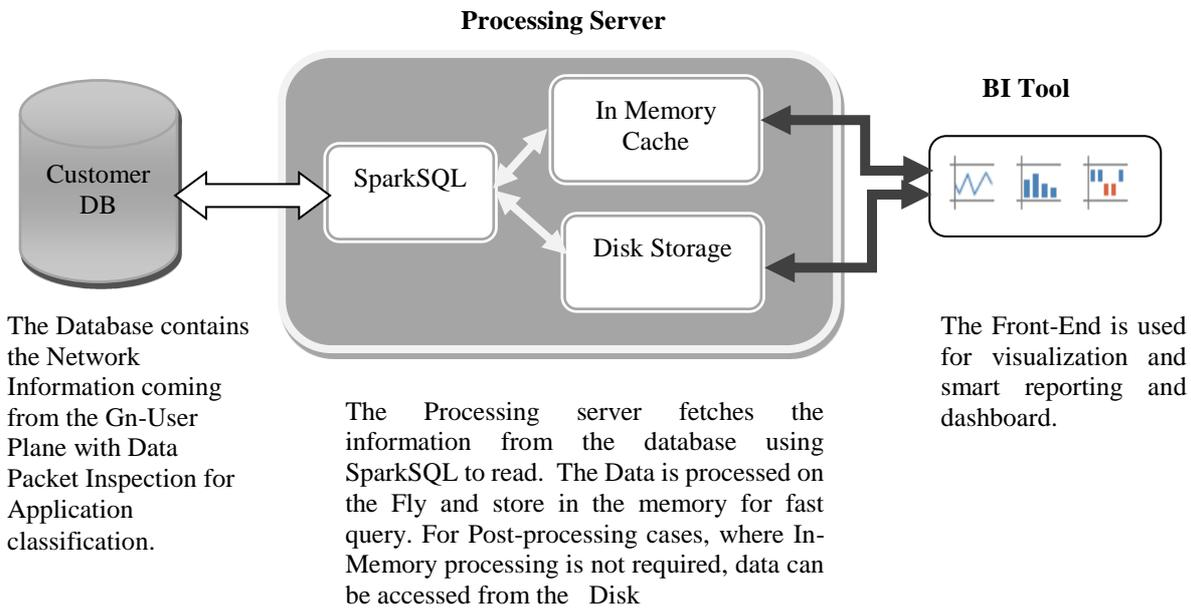 Processing Server
BI Tool
Customer
DB
SparkSQL
In Memory
Cache
Disk Storage
The Database contains
the Network
Information coming
from the Gn-User
Plane with Data
Packet Inspection for
Application
classification.
The Processing server fetches the
information from the database using
SparkSQL to read. The Data is processed on
the Fly and store in the memory for fast
query. For Post-processing cases, where In-
Memory processing is not required, data can
be accessed from the Disk
The Front-End is used
for visualization and
smart reporting and
dashboard.